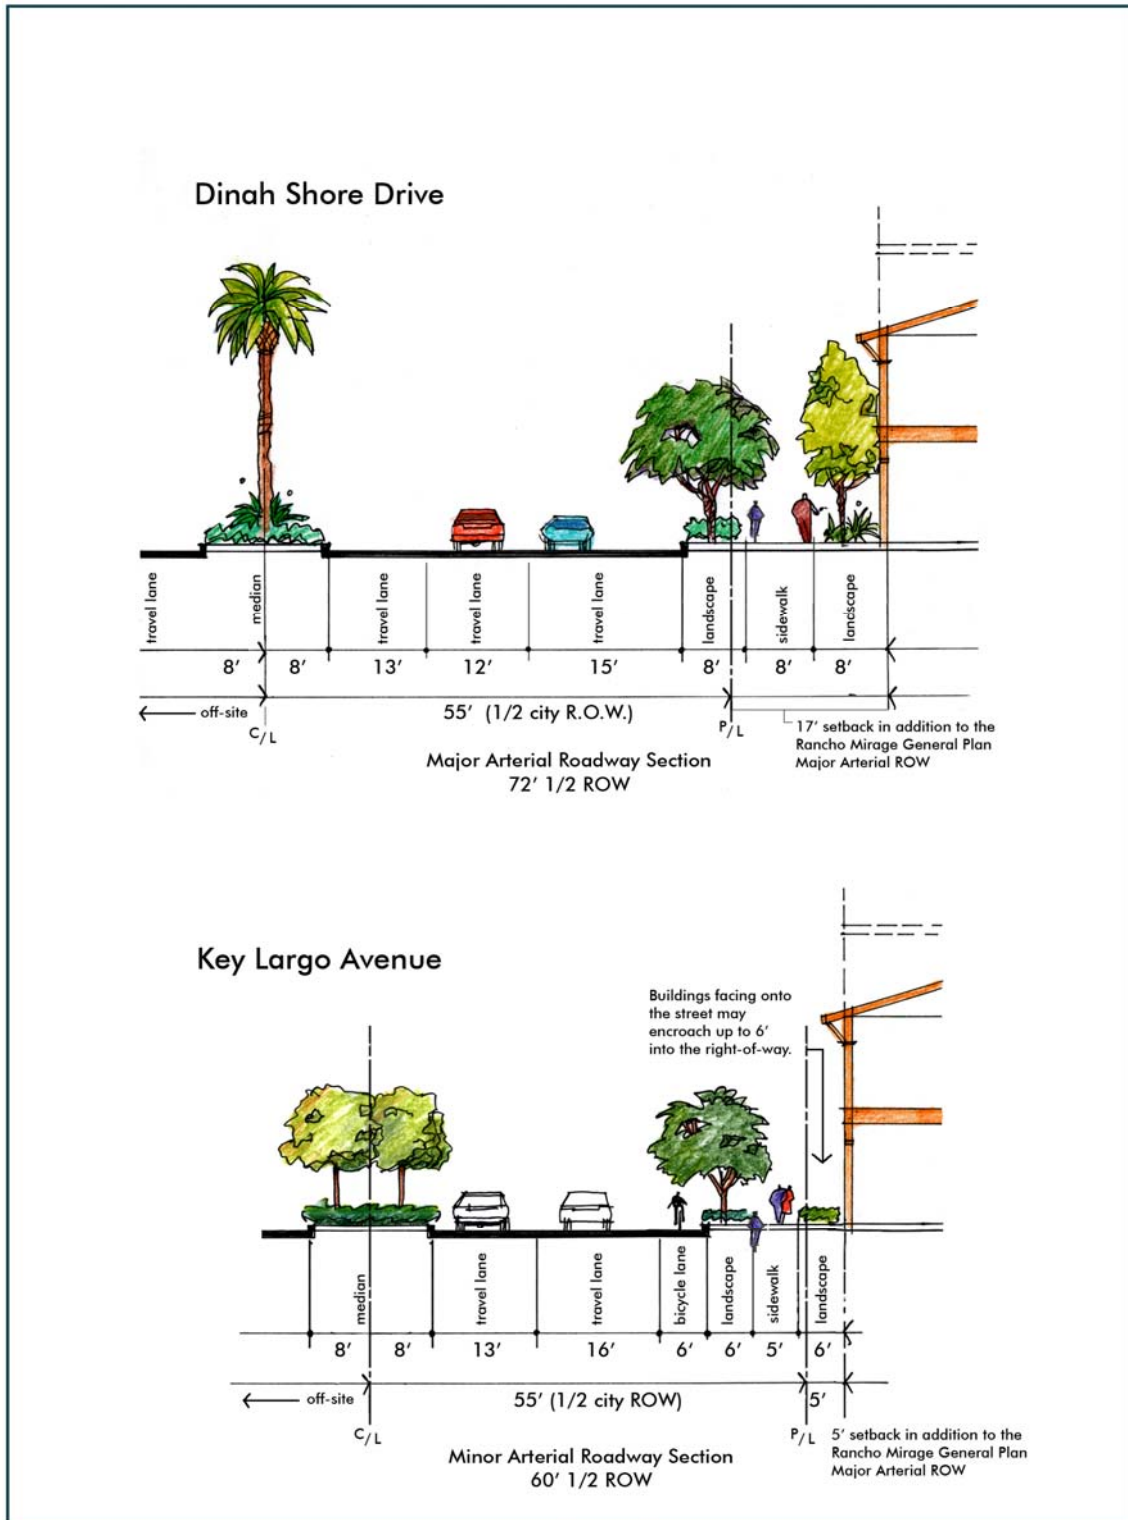 Dinah Shore Drive
travel lane
median
travel lane
travel lane
travel lane
landscape
sidewalk
landscape
8'
8'
13'
12'
15'
8'
8'
8'
off-site
C/L
55' (1/2 city R.O.W.)
P/L
17' setback in addition to the
Rancho Mirage General Plan
Major Arterial ROW
Major Arterial Roadway Section
72' 1/2 ROW
Key Largo Avenue
Buildings facing onto
the street may
encroach up to 6'
into the right-of-way.
median
travel lane
travel lane
bicycle lane
landscape
sidewalk
landscape
8'
8'
13'
16'
6'
6'
5'
6'
off-site
C/L
55' (1/2 city ROW)
5'
P/L
5' setback in addition to the
Rancho Mirage General Plan
Major Arterial ROW
Minor Arterial Roadway Section
60' 1/2 ROW